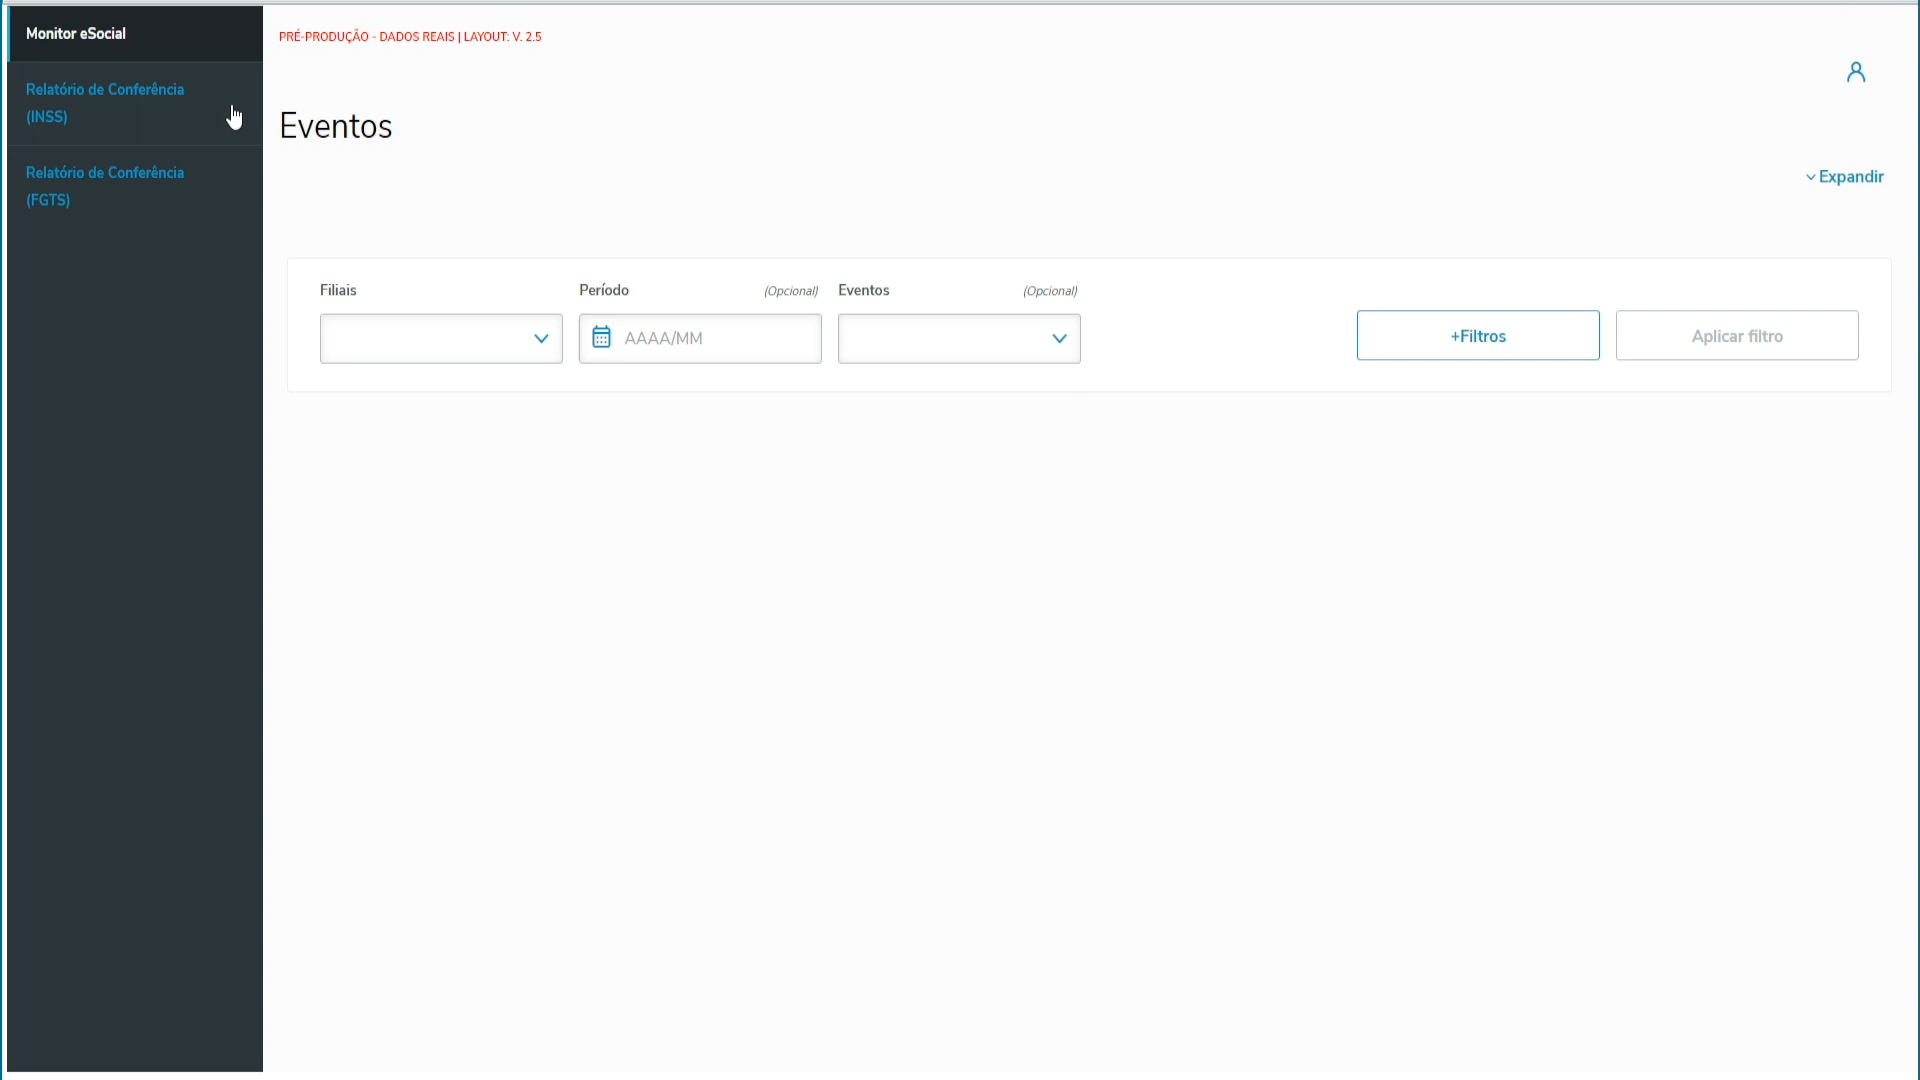 Monitor eSocial
Relatório de Conferência
(INSS)
Relatório de Conferência
(FGTS)
PRÉ-PRODUÇÃO - DADOS REAIS | LAYOUT: V. 2.5
Eventos
Expandir
Filiais
Período (Opcional)
Eventos (Opcional)
AAAA/MM
+Filtros
Aplicar filtro